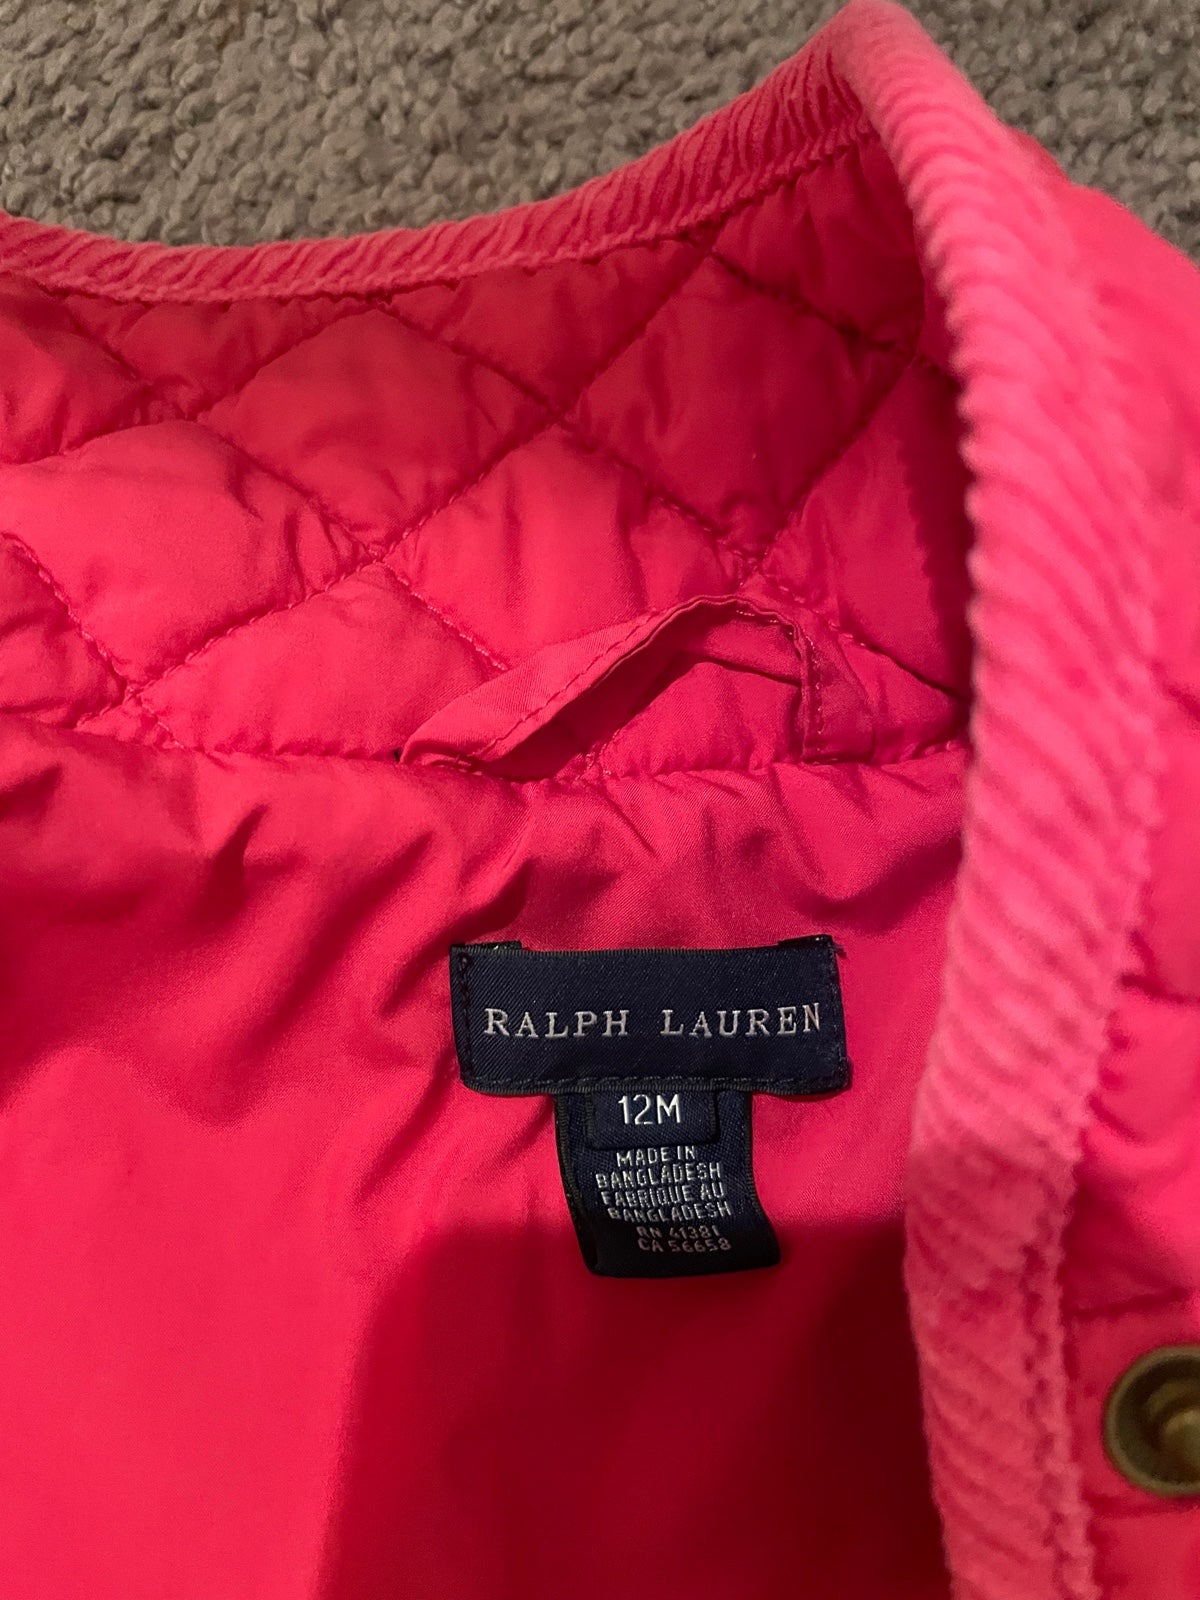 RALPH LAUREN
12M
MADE IN
BANGLADESH
FABRIQUE AU
BANGLADESH
RN 41381
CA 56658